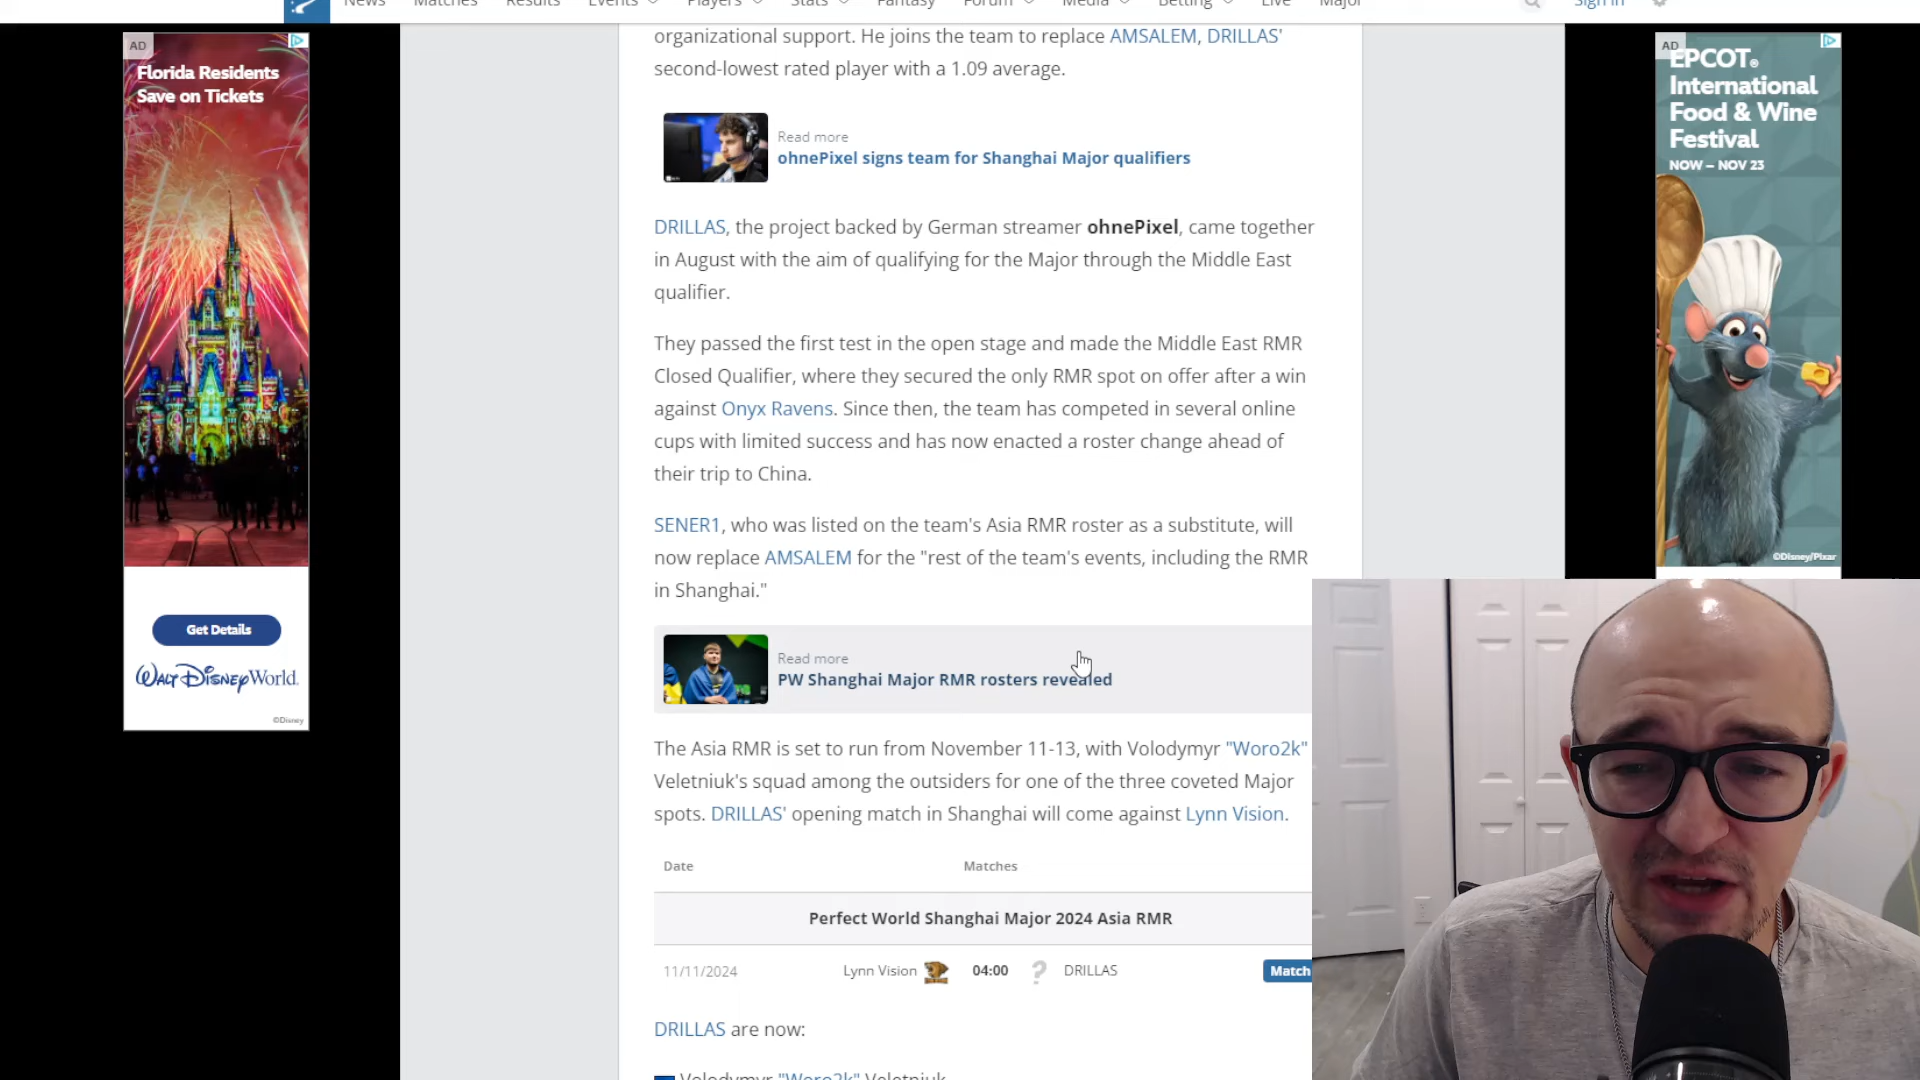 News Matches Results Events Players Stats Fantasy Forum Media Betting Live Major Sign in
AD
Florida Residents
Save on Tickets
Get Details
Walt Disney World.
©Disney
organizational support. He joins the team to replace AMSALEM, DRILLAS'
second-lowest rated player with a 1.09 average.
Read more
ohnePixel signs team for Shanghai Major qualifiers
DRILLAS, the project backed by German streamer ohnePixel, came together
in August with the aim of qualifying for the Major through the Middle East
qualifier.
They passed the first test in the open stage and made the Middle East RMR
Closed Qualifier, where they secured the only RMR spot on offer after a win
against Onyx Ravens. Since then, the team has competed in several online
cups with limited success and has now enacted a roster change ahead of
their trip to China.
SENER1, who was listed on the team's Asia RMR roster as a substitute, will
now replace AMSALEM for the "rest of the team's events, including the RMR
in Shanghai."
Read more
PW Shanghai Major RMR rosters revealed
The Asia RMR is set to run from November 11-13, with Volodymyr "Woro2k"
Veletniuk's squad among the outsiders for one of the three coveted Major
spots. DRILLAS' opening match in Shanghai will come against Lynn Vision.
Date Matches
Perfect World Shanghai Major 2024 Asia RMR
11/11/2024 Lynn Vision 04:00 ? DRILLAS Match
DRILLAS are now:
Volodymyr "Woro2k" Veletniuk
AD
EPCOT®
International
Food & Wine
Festival
NOW – NOV 23
©Disney/Pixar